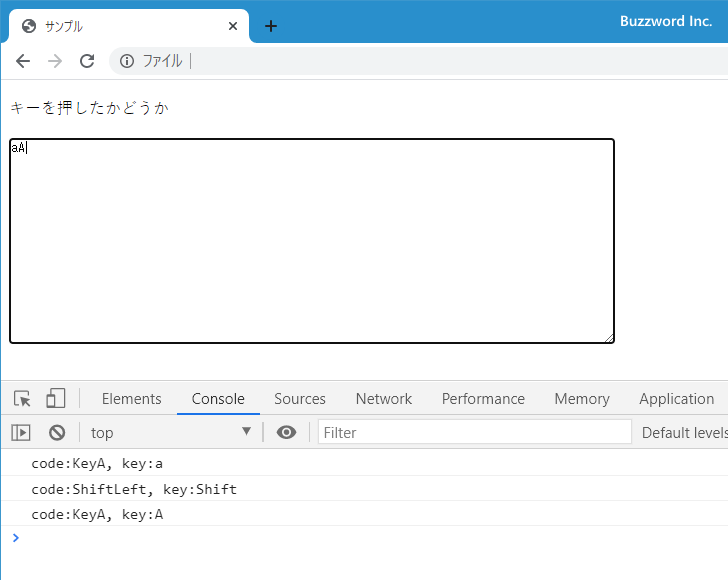 サンプル
Buzzword Inc.
ファイル
キーを押したかどうか
aA
Elements Console Sources Network Performance Memory Application
top Filter Default levels
code:KeyA, key:a
code:ShiftLeft, key:Shift
code:KeyA, key:A